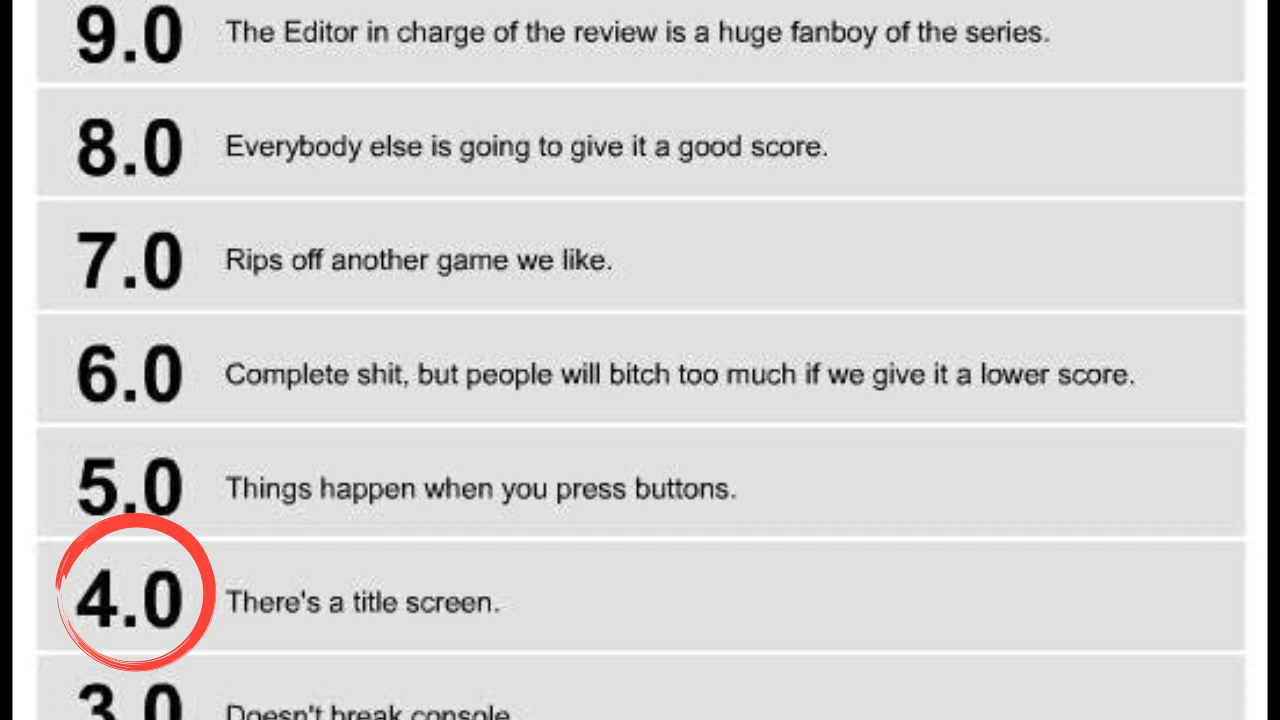 9.0 The Editor in charge of the review is a huge fanboy of the series.
8.0 Everybody else is going to give it a good score.
7.0 Rips off another game we like.
6.0 Complete shit, but people will bitch too much if we give it a lower score.
5.0 Things happen when you press buttons.
4.0 There's a title screen.
3.0 Doesn't break console.